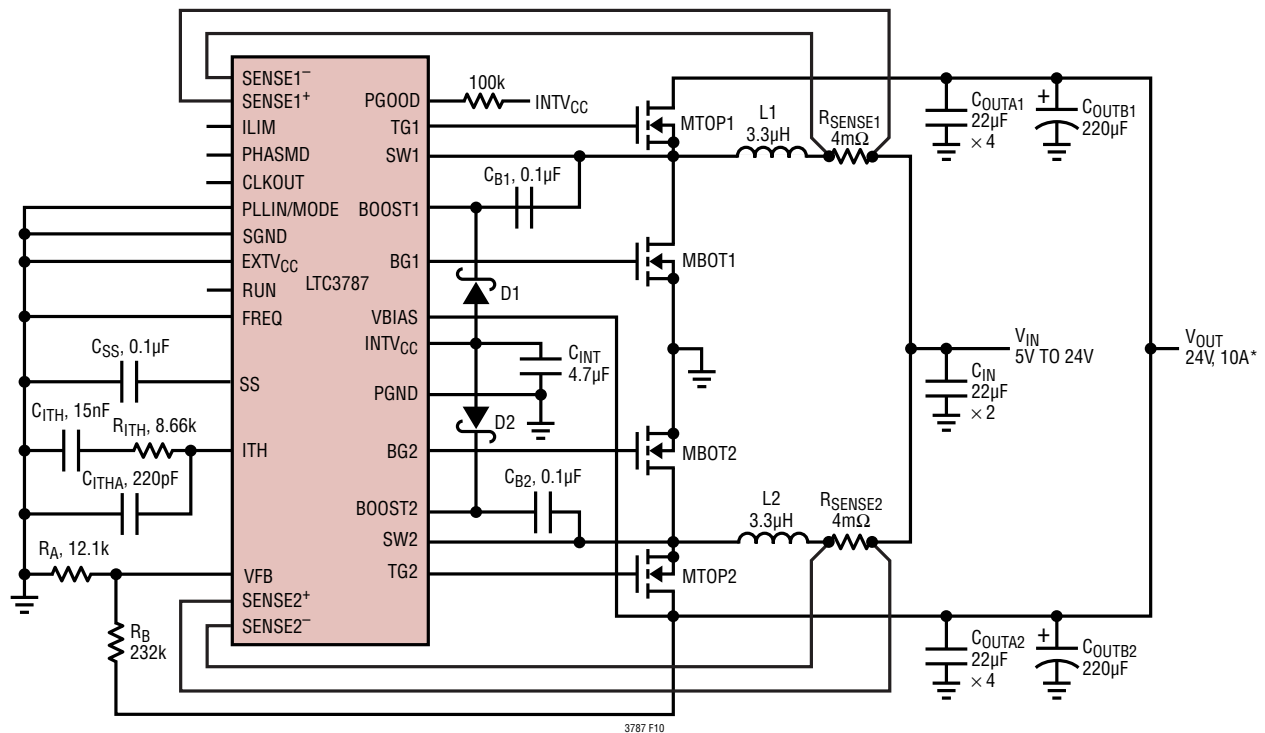 SENSE1–
SENSE1+
ILIM
PHASMD
CLKOUT
PLLIN/MODE
SGND
EXTVCC
RUN
FREQ
SS
ITH
VFB
SENSE2+
SENSE2–
LTC3787
PGOOD
TG1
SW1
BOOST1
BG1
VBIAS
INTVCC
PGND
BG2
BOOST2
SW2
TG2
100k
INTVCC
CB1, 0.1µF
D1
CINT
4.7µF
D2
CB2, 0.1µF
MTOP1
MBOT1
MBOT2
MTOP2
L1
3.3µH
RSENSE1
4mΩ
L2
3.3µH
RSENSE2
4mΩ
COUTA1
22µF
× 4
+
COUTB1
220µF
VIN
5V TO 24V
CIN
22µF
× 2
VOUT
24V, 10A*
COUTA2
22µF
× 4
+
COUTB2
220µF
CSS, 0.1µF
CITH, 15nF
RITH, 8.66k
CITHA, 220pF
RA, 12.1k
RB
232k
3787 F10